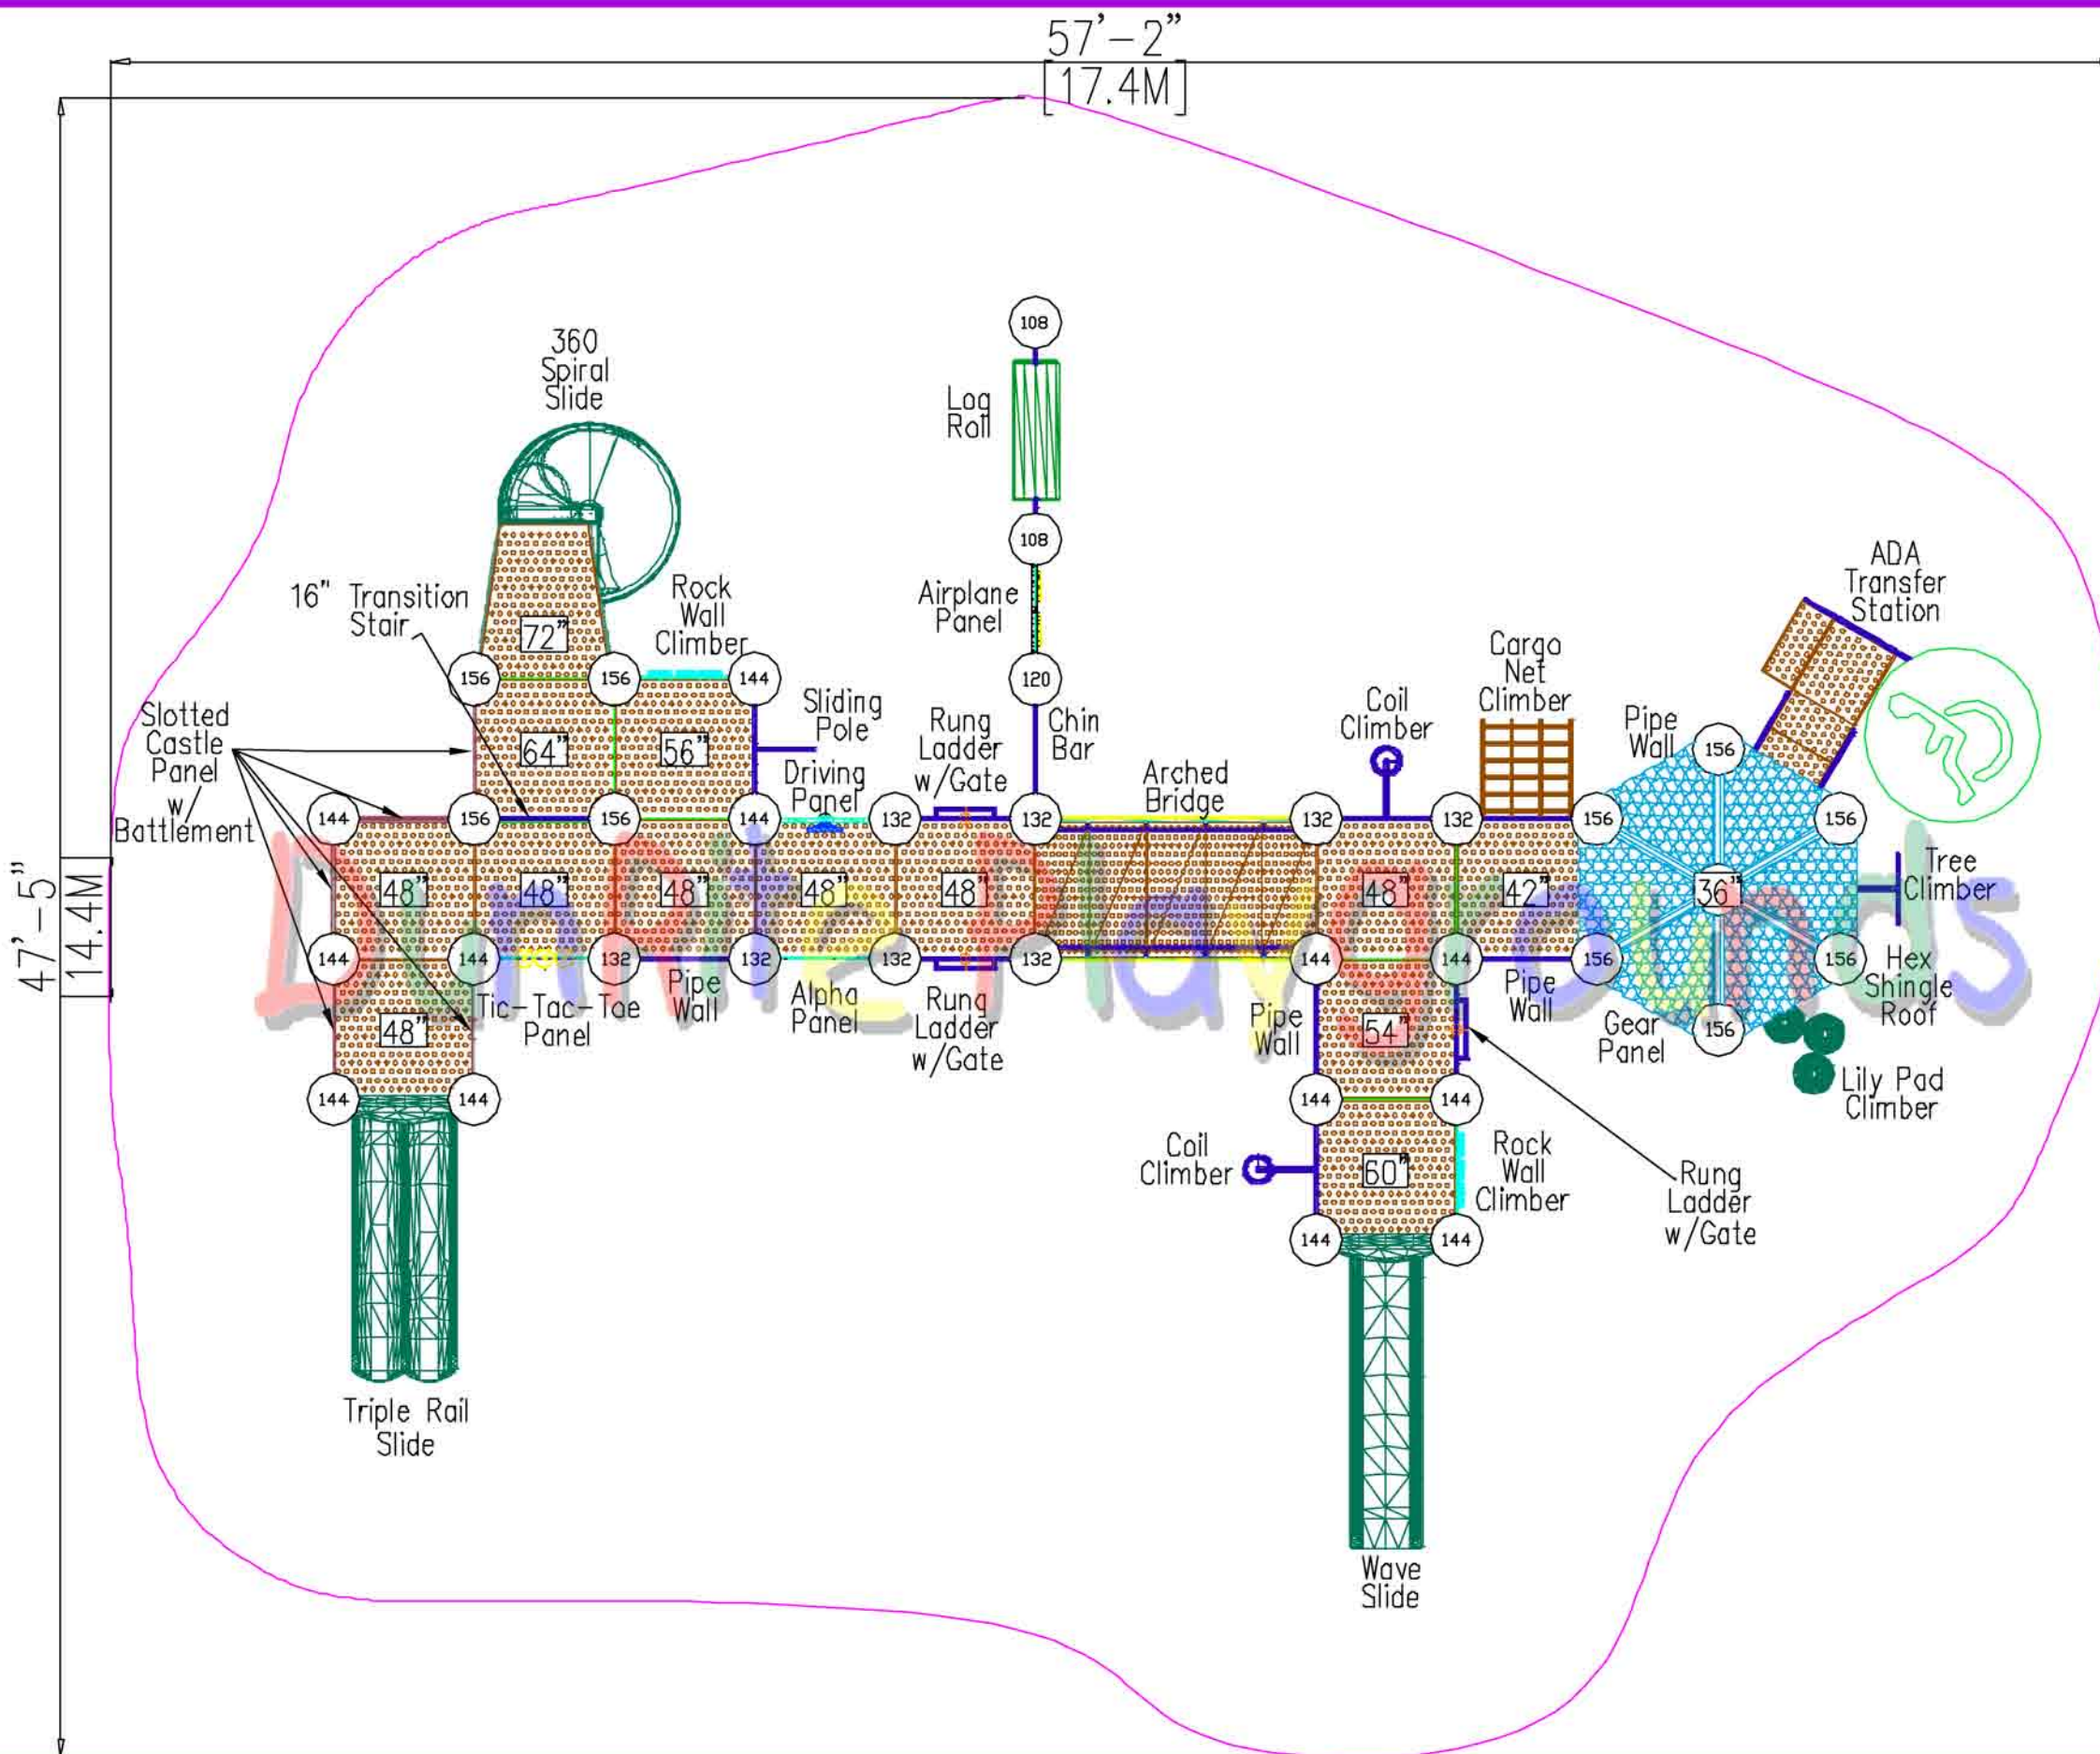 57'-2"
[17.4M]
47'-5"
14.4M
360
Spiral
Slide
108
Log
Roll
108
Airplane
Panel
120
Chin
Bar
16" Transition
Stair
72"
Rock
Wall
Climber
156
156
144
64"
56"
Sliding
Pole
Slotted
Castle
Panel
w/
Battlement
Driving
Panel
Rung
Ladder
w/Gate
Arched
Bridge
Coil
Climber
Cargo
Net
Climber
Pipe
Wall
ADA
Transfer
Station
156
144
156
156
144
132
132
132
132
156
156
48"
48"
48"
48"
48"
48"
42"
36"
Tree
Climber
DunRite Playgrounds
144
144
132
132
132
132
144
144
156
156
156
48"
Tic-Tac-Toe
Panel
Pipe
Wall
Alpha
Panel
Rung
Ladder
w/Gate
Pipe
Wall
54"
Pipe
Wall
Gear
Panel
Hex
Shingle
Roof
Lily Pad
Climber
144
144
144
144
Coil
Climber
60"
Rock
Wall
Climber
Rung
Ladder
w/Gate
144
144
Triple Rail
Slide
Wave
Slide